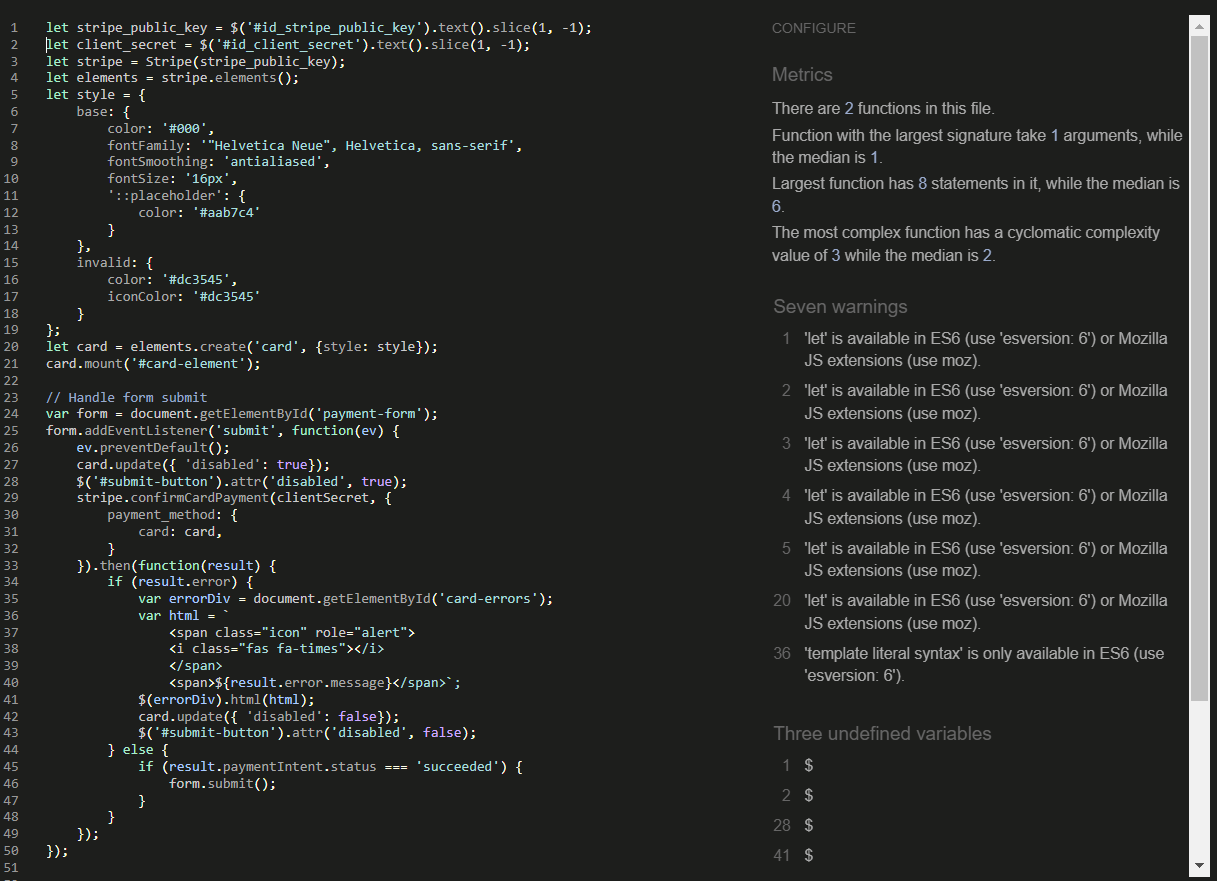 1 let stripe_public_key = $('#id_stripe_public_key').text().slice(1, -1);
2 let client_secret = $('#id_client_secret').text().slice(1, -1);
3 let stripe = Stripe(stripe_public_key);
4 let elements = stripe.elements();
5 let style = {
6     base: {
7         color: '#000',
8         fontFamily: '"Helvetica Neue", Helvetica, sans-serif',
9         fontSmoothing: 'antialiased',
10         fontSize: '16px',
11         '::placeholder': {
12             color: '#aab7c4'
13         }
14     },
15     invalid: {
16         color: '#dc3545',
17         iconColor: '#dc3545'
18     }
19 };
20 let card = elements.create('card', {style: style});
21 card.mount('#card-element');
22
23 // Handle form submit
24 var form = document.getElementById('payment-form');
25 form.addEventListener('submit', function(ev) {
26     ev.preventDefault();
27     card.update({ 'disabled': true});
28     $('#submit-button').attr('disabled', true);
29     stripe.confirmCardPayment(clientSecret, {
30         payment_method: {
31             card: card,
32         }
33     }).then(function(result) {
34         if (result.error) {
35             var errorDiv = document.getElementById('card-errors');
36             var html = `
37                 <span class="icon" role="alert">
38                 <i class="fas fa-times"></i>
39                 </span>
40                 <span>${result.error.message}</span>`;
41             $(errorDiv).html(html);
42             card.update({ 'disabled': false});
43             $('#submit-button').attr('disabled', false);
44         } else {
45             if (result.paymentIntent.status === 'succeeded') {
46                 form.submit();
47             }
48         }
49     });
50 });
51
CONFIGURE
Metrics
There are 2 functions in this file.
Function with the largest signature take 1 arguments, while
the median is 1.
Largest function has 8 statements in it, while the median is
6.
The most complex function has a cyclomatic complexity
value of 3 while the median is 2.
Seven warnings
1 'let' is available in ES6 (use 'esversion: 6') or Mozilla
JS extensions (use moz).
2 'let' is available in ES6 (use 'esversion: 6') or Mozilla
JS extensions (use moz).
3 'let' is available in ES6 (use 'esversion: 6') or Mozilla
JS extensions (use moz).
4 'let' is available in ES6 (use 'esversion: 6') or Mozilla
JS extensions (use moz).
5 'let' is available in ES6 (use 'esversion: 6') or Mozilla
JS extensions (use moz).
20 'let' is available in ES6 (use 'esversion: 6') or Mozilla
JS extensions (use moz).
36 'template literal syntax' is only available in ES6 (use
'esversion: 6').
Three undefined variables
1 $
2 $
28 $
41 $